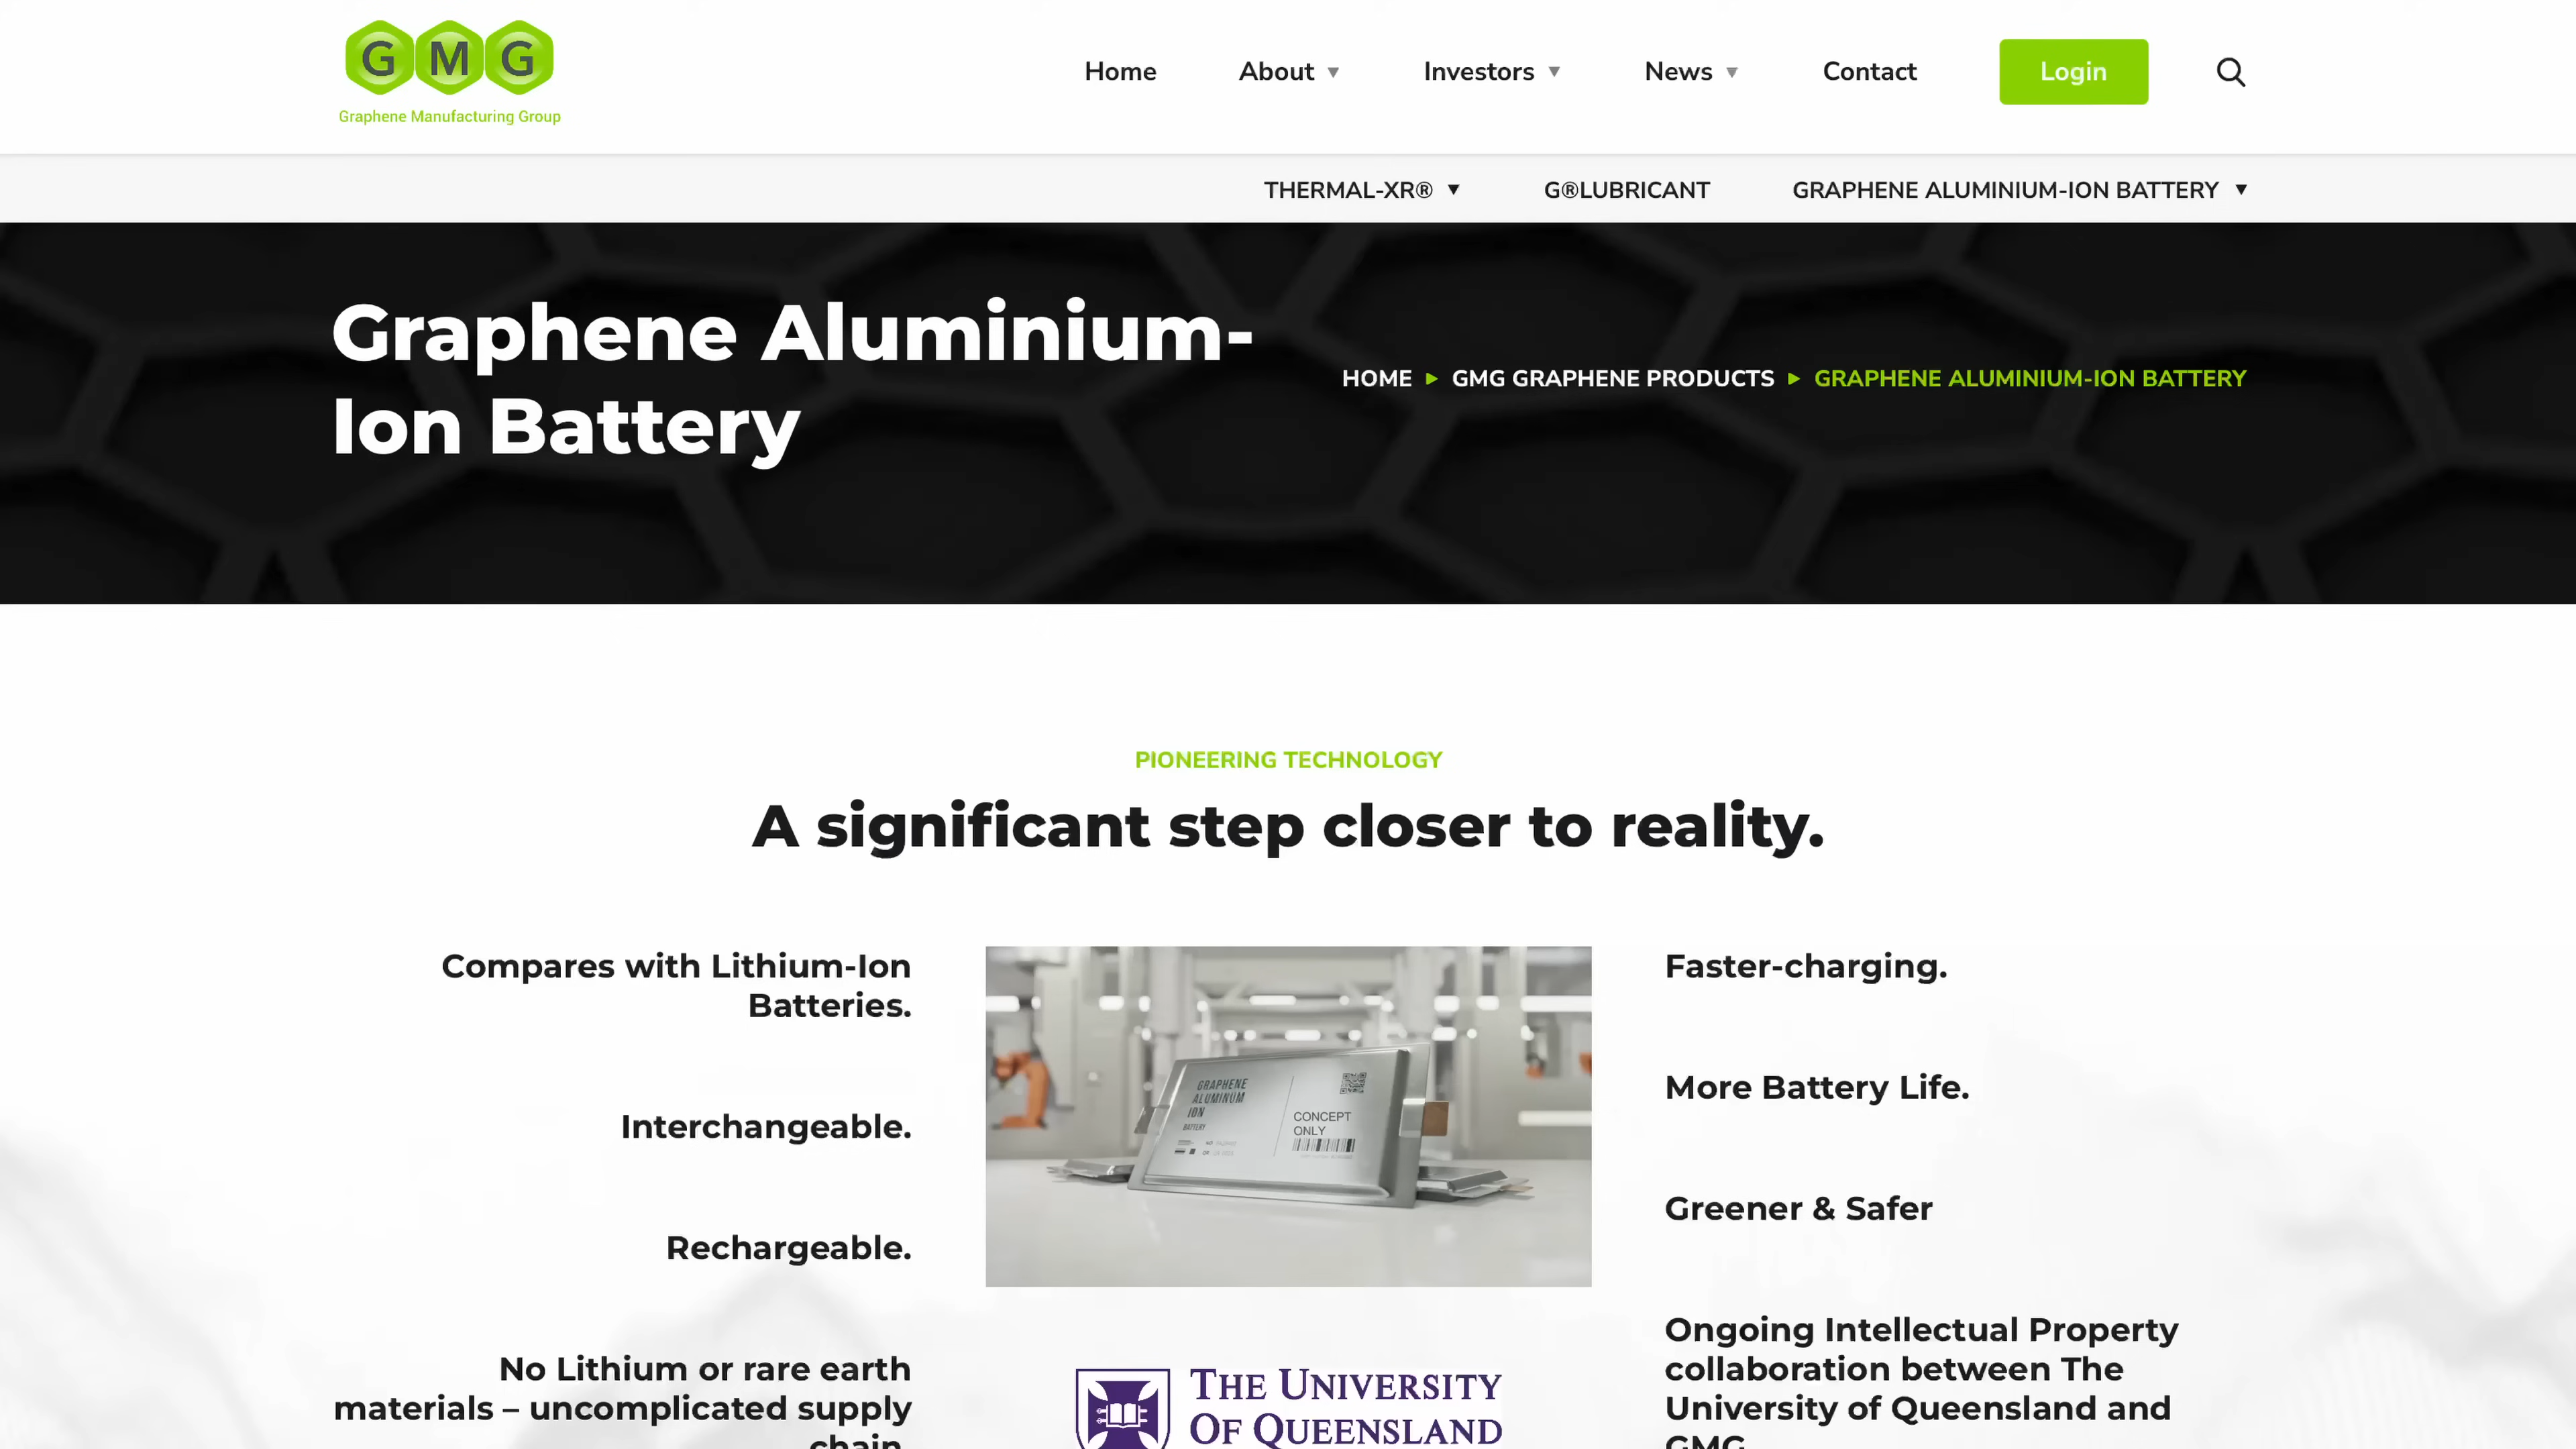 G M G
Graphene Manufacturing Group
Home
About
Investors
News
Contact
Login
THERMAL-XR®
G®LUBRICANT
GRAPHENE ALUMINIUM-ION BATTERY
Graphene Aluminium-
Ion Battery
HOME
GMG GRAPHENE PRODUCTS
GRAPHENE ALUMINIUM-ION BATTERY
PIONEERING TECHNOLOGY
A significant step closer to reality.
Compares with Lithium-Ion
Batteries.
Interchangeable.
Rechargeable.
No Lithium or rare earth
materials – uncomplicated supply
chain.
GRAPHENE
ALUMINUM
ION
BATTERY
CONCEPT
ONLY
THE UNIVERSITY
OF QUEENSLAND
Faster-charging.
More Battery Life.
Greener & Safer
Ongoing Intellectual Property
collaboration between The
University of Queensland and
GMG